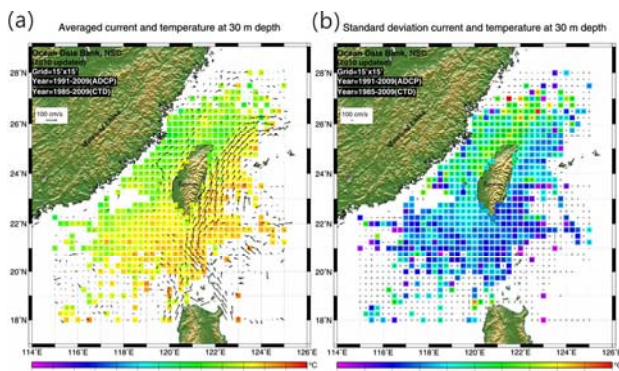 (a)
Averaged current and temperature at 30 m depth
Ocean Data Bank, NSC
(2010 updated)
Grid=15'x15'
Year=1991-2009(ADCP)
Year=1985-2009(CTD)
100 cm/s
28°N
26°N
24°N
22°N
20°N
18°N
114°E
116°E
118°E
120°E
122°E
124°E
126°E
°C
(b)
Standard deviation current and temperature at 30 m depth
Ocean Data Bank, NSC
(2010 updated)
Grid=15'x15'
Year=1991-2009(ADCP)
Year=1985-2009(CTD)
100 cm/s
28°N
26°N
24°N
22°N
20°N
18°N
114°E
116°E
118°E
120°E
122°E
124°E
126°E
°C